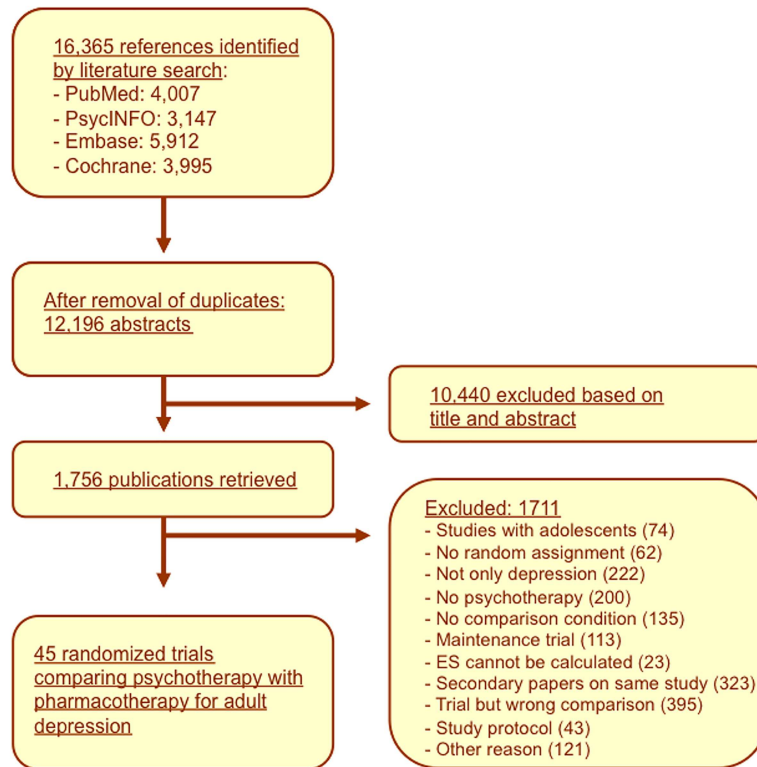 16,365 references identified
by literature search:
- PubMed: 4,007
- PsycINFO: 3,147
- Embase: 5,912
- Cochrane: 3,995
After removal of duplicates:
12,196 abstracts
10,440 excluded based on
title and abstract
1,756 publications retrieved
Excluded: 1711
- Studies with adolescents (74)
- No random assignment (62)
- Not only depression (222)
- No psychotherapy (200)
- No comparison condition (135)
- Maintenance trial (113)
- ES cannot be calculated (23)
- Secondary papers on same study (323)
- Trial but wrong comparison (395)
- Study protocol (43)
- Other reason (121)
45 randomized trials
comparing psychotherapy with
pharmacotherapy for adult
depression